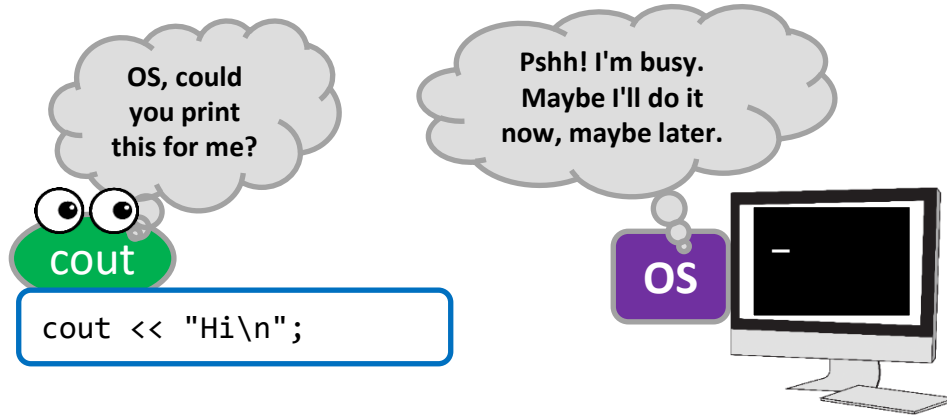 OS, could
you print
this for me?
Pshh! I'm busy.
Maybe I'll do it
now, maybe later.
cout
OS
cout << "Hi\n";